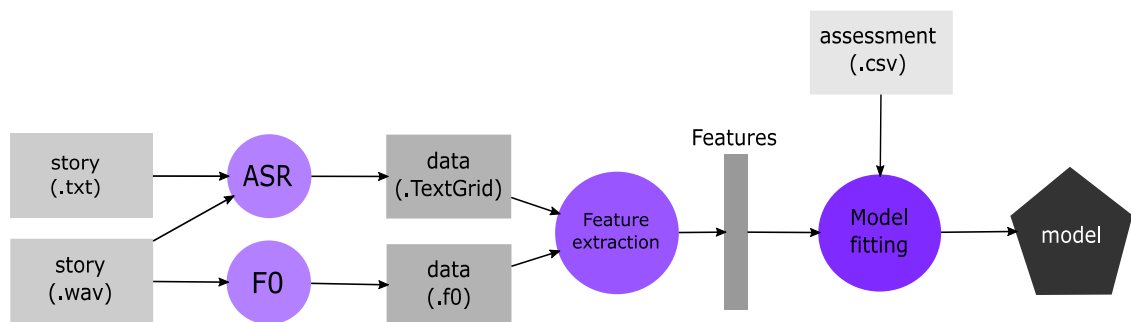 assessment
(.csv)
Features
story
(.txt)
ASR
data
(.TextGrid)
Feature
extraction
Model
fitting
model
story
(.wav)
F0
data
(.f0)